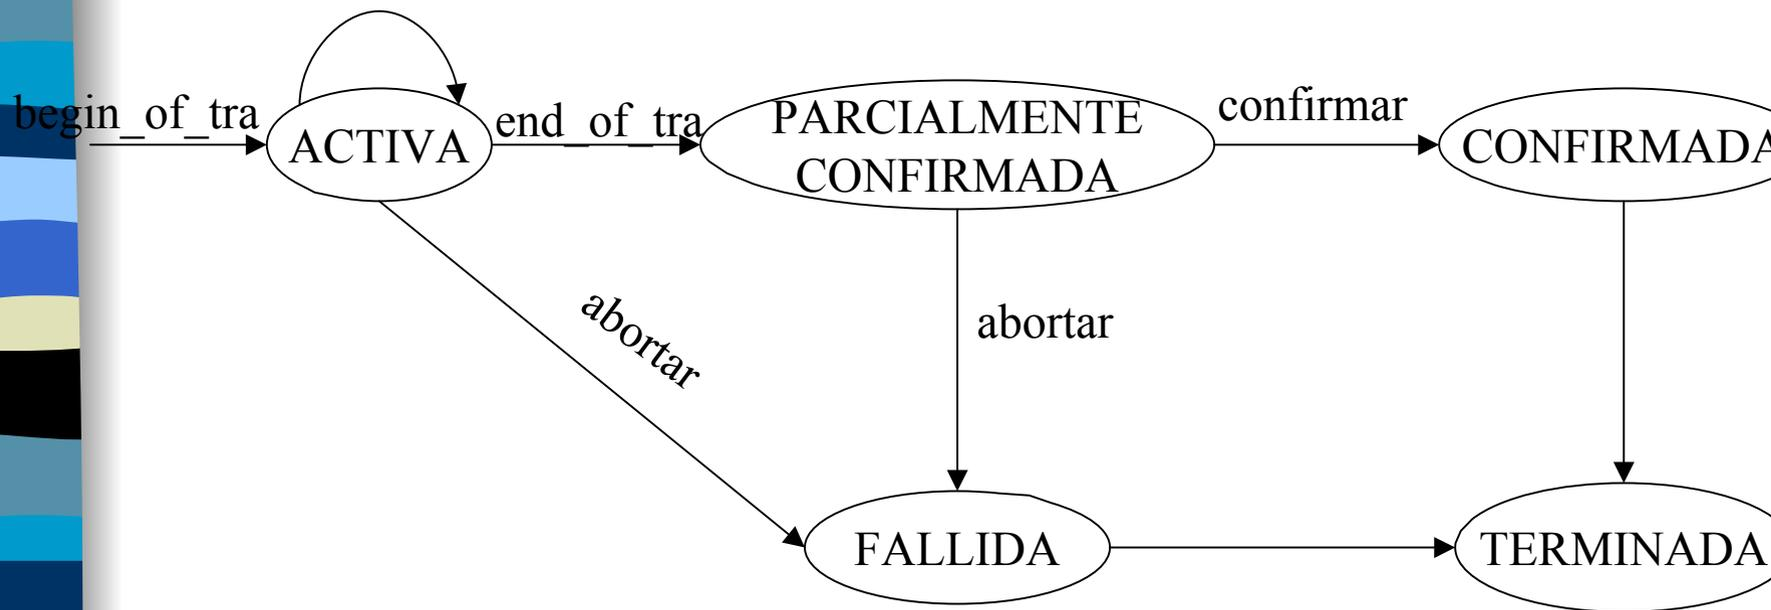 begin_of_tra
ACTIVA
end_of_tra
PARCIALMENTE
CONFIRMADA
confirmar
CONFIRMADA
abortar
abortar
FALLIDA
TERMINADA